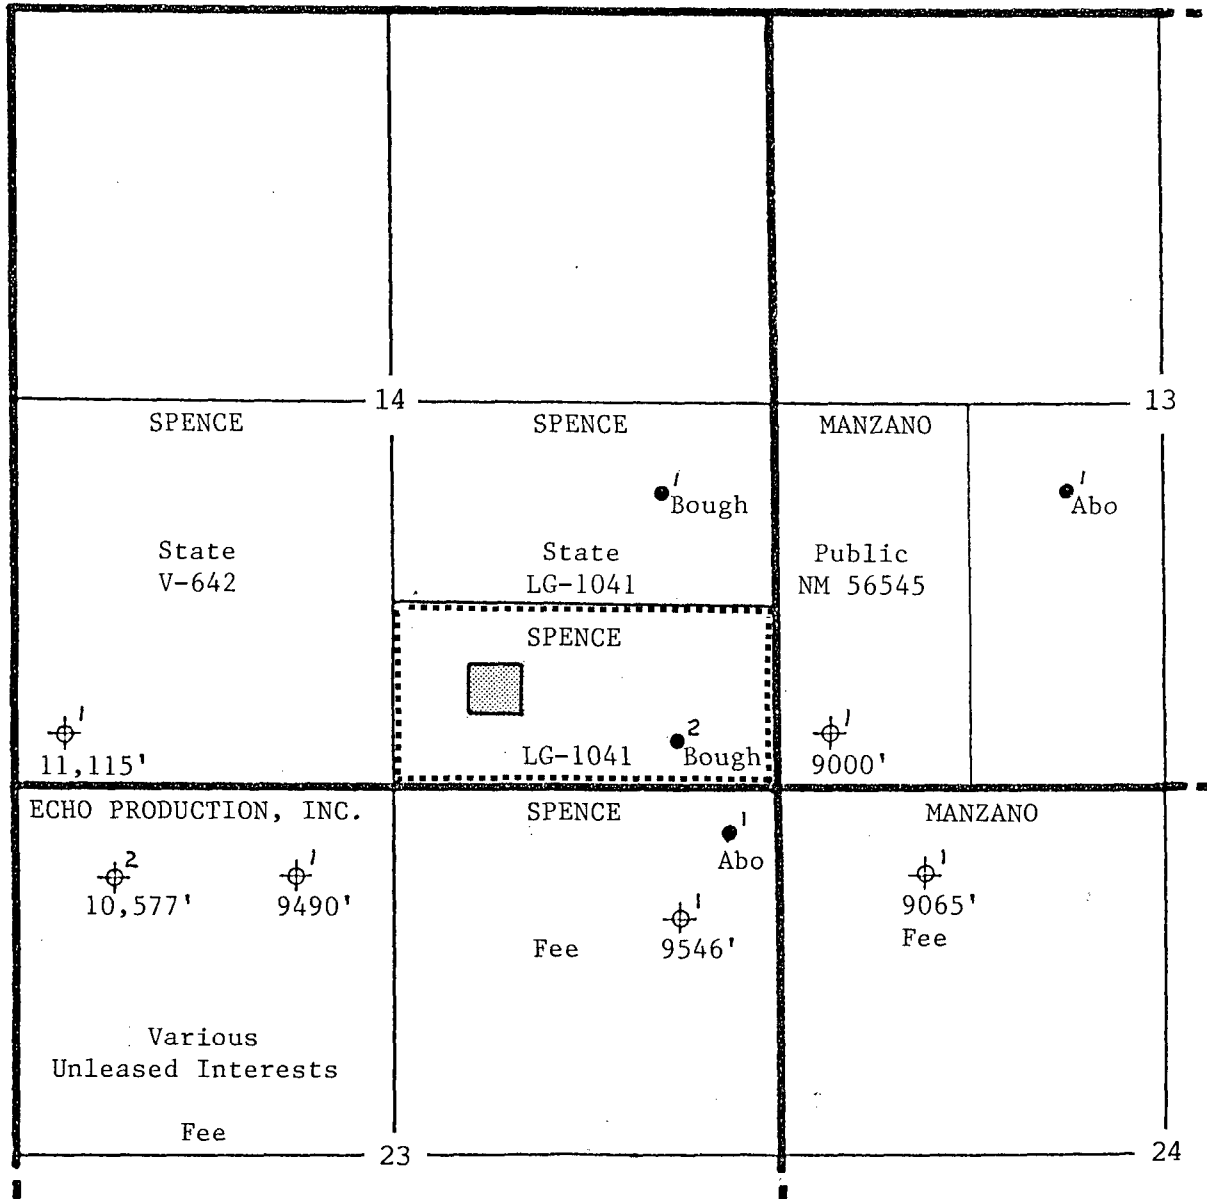 14
13
SPENCE
SPENCE
MANZANO
1
Bough
1
Abo
State
V-642
State
LG-1041
Public
NM 56545
SPENCE
1
11,115'
2
LG-1041 Bough
1
9000'
ECHO PRODUCTION, INC.
SPENCE
MANZANO
1
Abo
2
10,577'
1
9490'
1
9546'
Fee
1
9065'
Fee
Various
Unleased Interests
Fee
23
24